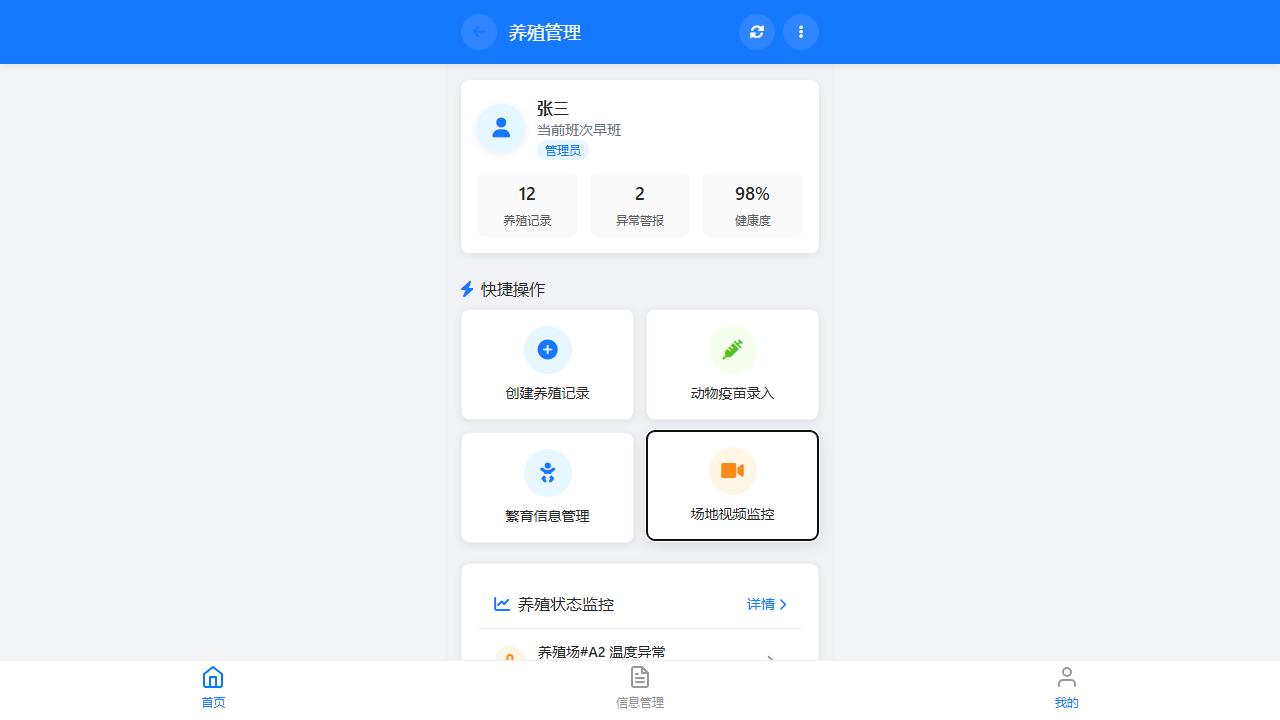 养殖管理
张三
当前班次早班
管理员
12
养殖记录
2
异常警报
98%
健康度
快捷操作
创建养殖记录
动物疫苗录入
繁育信息管理
场地视频监控
养殖状态监控
详情
养殖场#A2 温度异常
首页
信息管理
我的